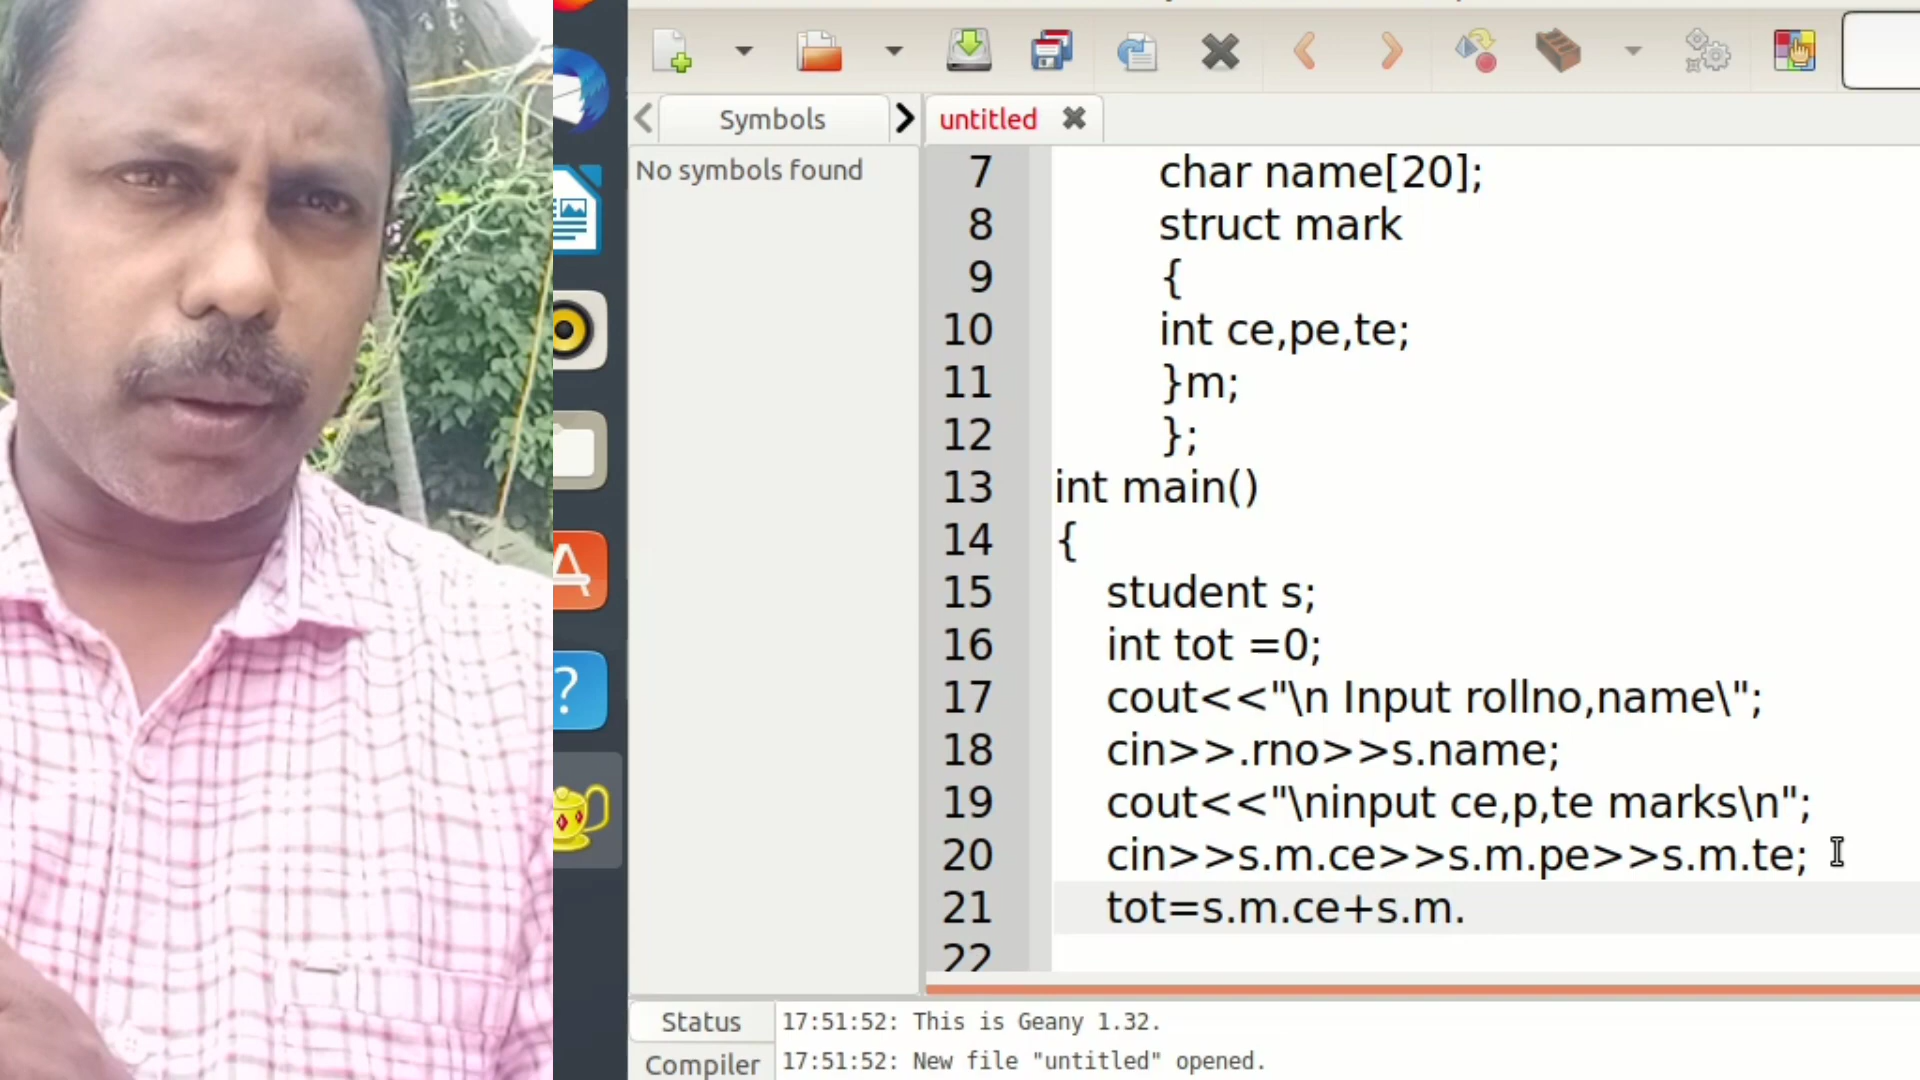 Symbols
untitled
No symbols found
7 char name[20];
8 struct mark
9 {
10 int ce,pe,te;
11 }m;
12 };
13 int main()
14 {
15 student s;
16 int tot =0;
17 cout<<"\n Input rollno,name\";
18 cin>>.rno>>s.name;
19 cout<<"\ninput ce,p,te marks\n";
20 cin>>s.m.ce>>s.m.pe>>s.m.te;
21 tot=s.m.ce+s.m.
22
Status
17:51:52: This is Geany 1.32.
Compiler
17:51:52: New file "untitled" opened.